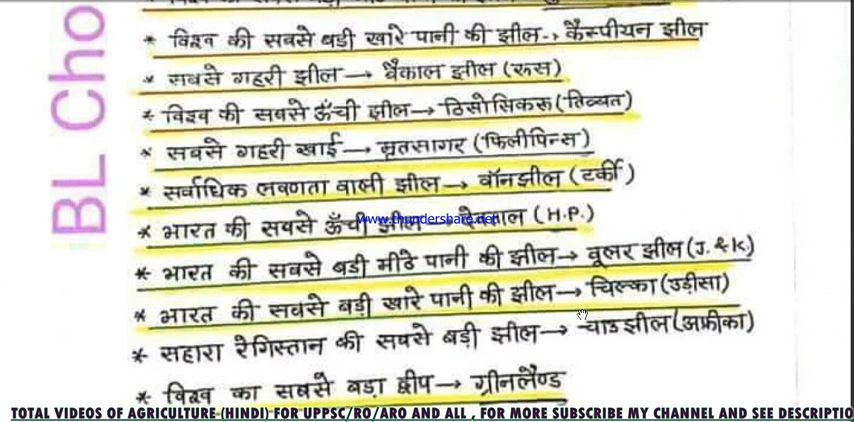 BL Cho
* विश्व की सबसे बडी खारे पानी की झील→ कैस्पीयन झील
* सबसे गहरी झील→ बैकाल झील (रूस)
* विश्व की सबसे ऊँची झील→ टिसोसिकरू (तिब्बत)
* सबसे गहरी खाई→ मृतसागर (फिलीपिन्स)
* सर्वाधिक लवणता वाली झील→ वॉनझील (टर्की)
* भारत की सबसे ऊँची झील→ (H.P.)
www.thundershare.net
* भारत की सबसे बडी मीठे पानी की झील→ वूलर झील (J.&K.)
* भारत की सबसे बड़ी खारे पानी की झील→ चिल्का (उड़ीसा)
* सहारा रेगिस्तान की सबसे बड़ी झील→ चाड झील (अफ्रीका)
* विश्व का सबसे बडा द्वीप→ ग्रीनलैण्ड
TOTAL VIDEOS OF AGRICULTURE-(HINDI) FOR UPPSC/RO/ARO AND ALL , FOR MORE SUBSCRIBE MY CHANNEL AND SEE DESCRIPTIO